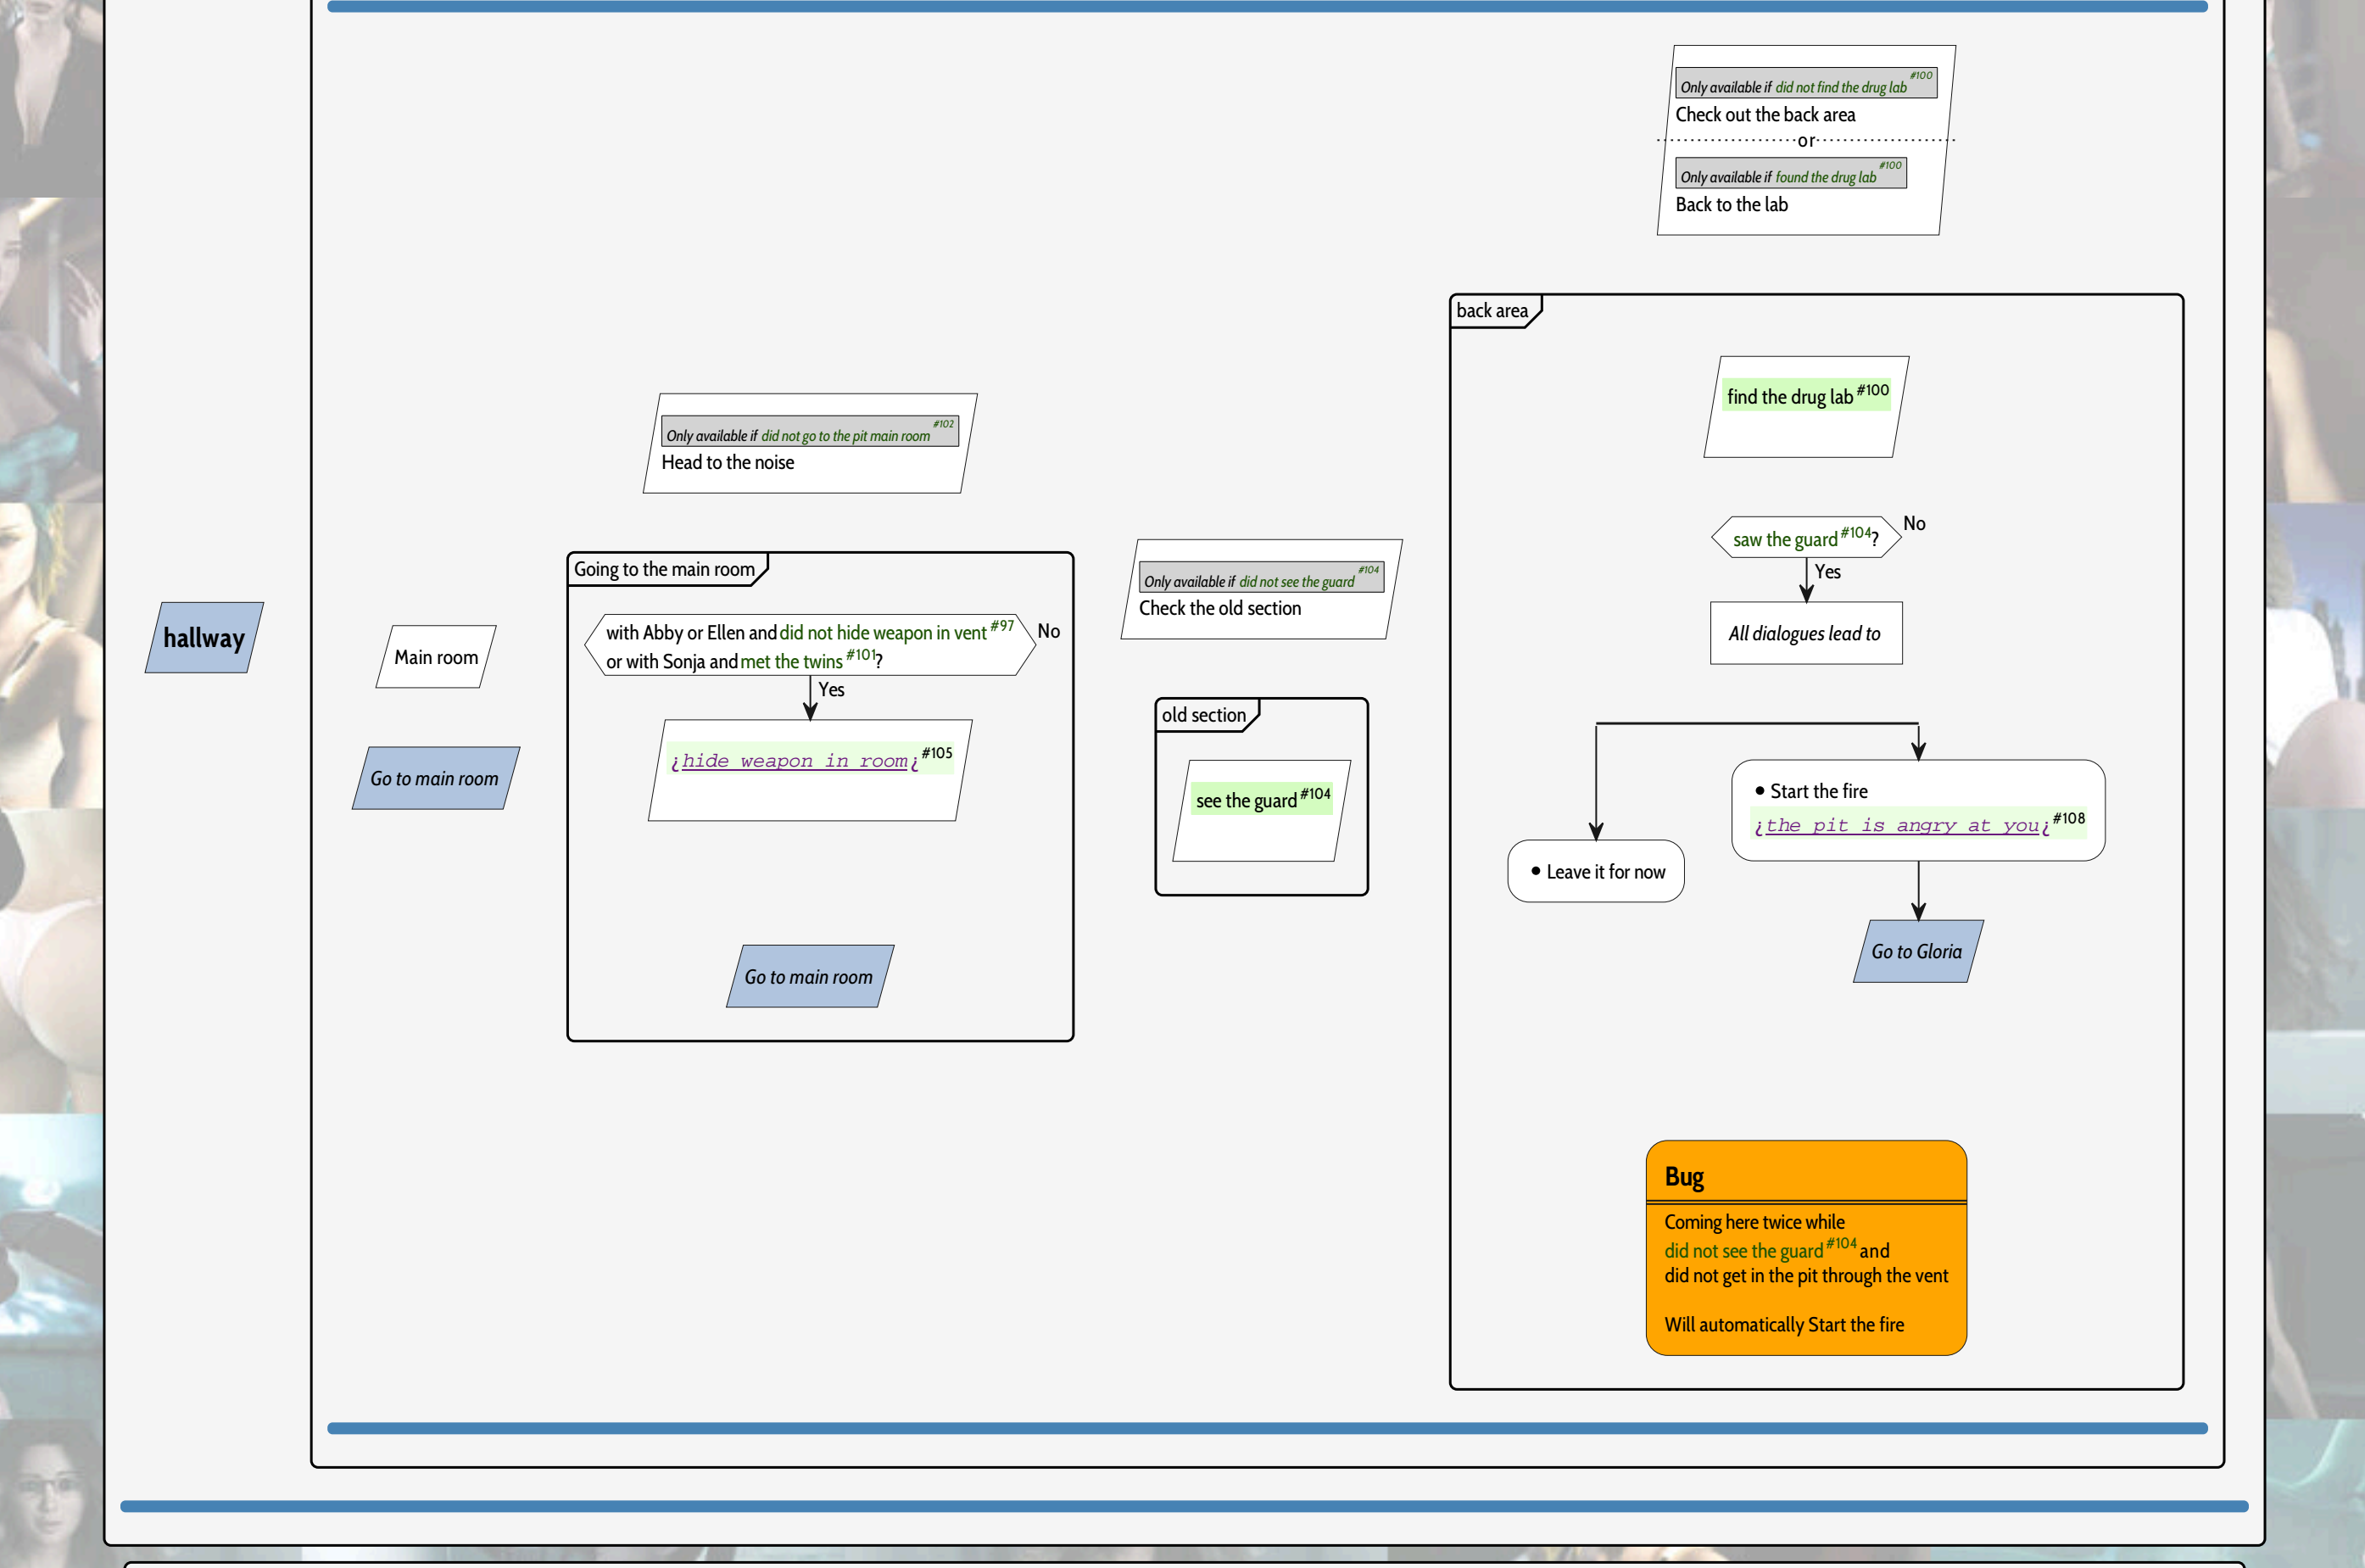 hallway
Main room
Go to main room
Only available if did not go to the pit main room #102
Head to the noise
Going to the main room
with Abby or Ellen and did not hide weapon in vent #97
or with Sonja and met the twins #101?
No
Yes
¿hide weapon in room¿ #105
Go to main room
Only available if did not see the guard #104
Check the old section
old section
see the guard #104
Only available if did not find the drug lab #100
Check out the back area
or
Only available if found the drug lab #100
Back to the lab
back area
find the drug lab #100
saw the guard #104?
No
Yes
All dialogues lead to
• Leave it for now
• Start the fire
¿the pit is angry at you¿ #108
Go to Gloria
Bug
Coming here twice while
did not see the guard #104 and
did not get in the pit through the vent
Will automatically Start the fire